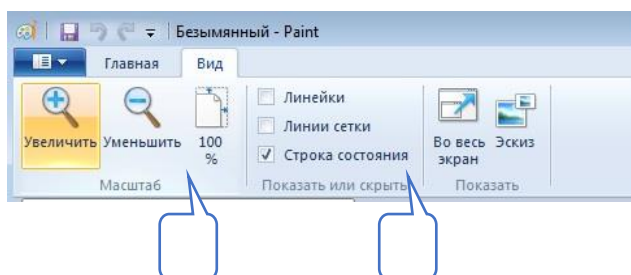 Безымянный - Paint
Главная Вид
Увеличить Уменьшить 100 %
Масштаб
Линейки
Линии сетки
Строка состояния
Показать или скрыть
Во весь экран
Эскиз
Показать